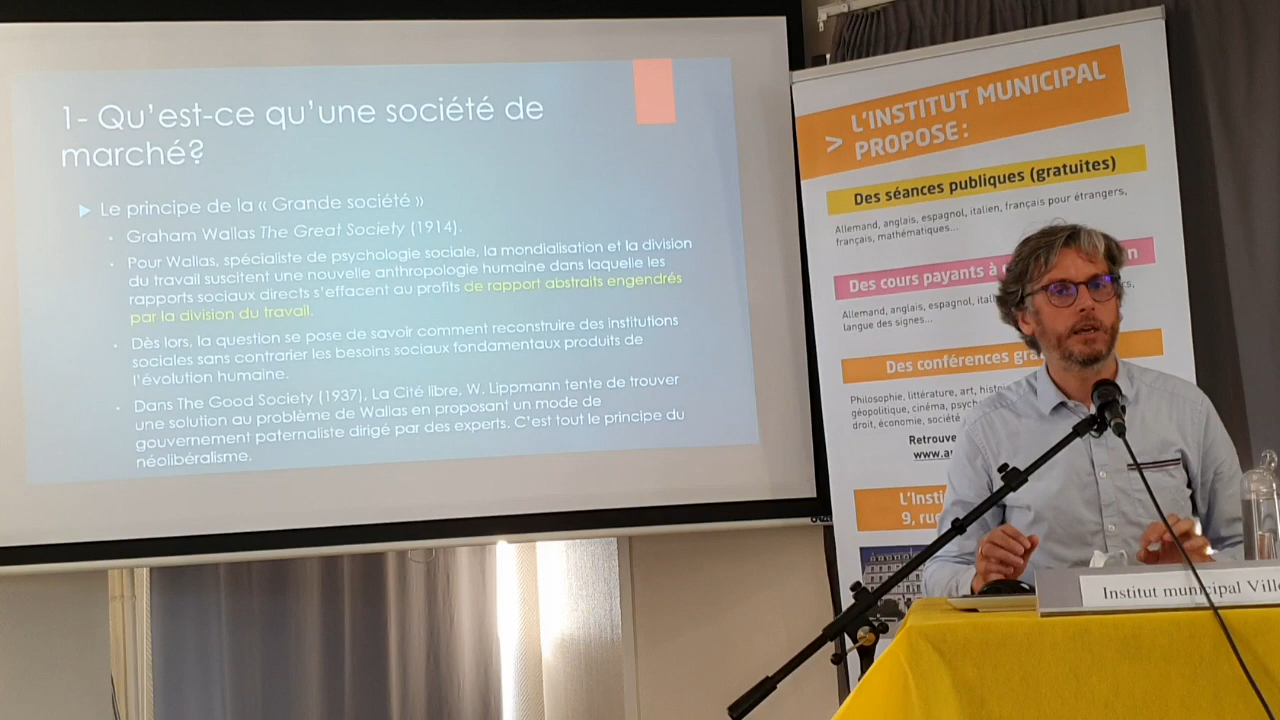 1- Qu'est-ce qu'une société de
marché?
Le principe de la « Grande société »
Graham Wallas The Great Society (1914).
Pour Wallas, spécialiste de psychologie sociale, la mondialisation et la division
du travail suscitent une nouvelle anthropologie humaine dans laquelle les
rapports sociaux directs s'effacent au profits de rapport abstraits engendrés
par la division du travail.
Dès lors, la question se pose de savoir comment reconstruire des institutions
sociales sans contrarier les besoins sociaux fondamentaux produits de
l'évolution humaine.
Dans The Good Society (1937), La Cité libre, W. Lippmann tente de trouver
une solution au problème de Wallas en proposant un mode de
gouvernement paternaliste dirigé par des experts. C'est tout le principe du
néolibéralisme.
> L'INSTITUT MUNICIPAL
PROPOSE :
Des séances publiques (gratuites)
Allemand, anglais, espagnol, italien, français pour étrangers,
français, mathématiques...
Des cours payants à
Allemand, anglais, espagnol,
langue des signes...
Des conférences
Philosophie, littérature, art,
géopolitique, cinéma,
droit, économie, société
Retrouve
www.
L'Insti
9, rue
Institut municipal Ville